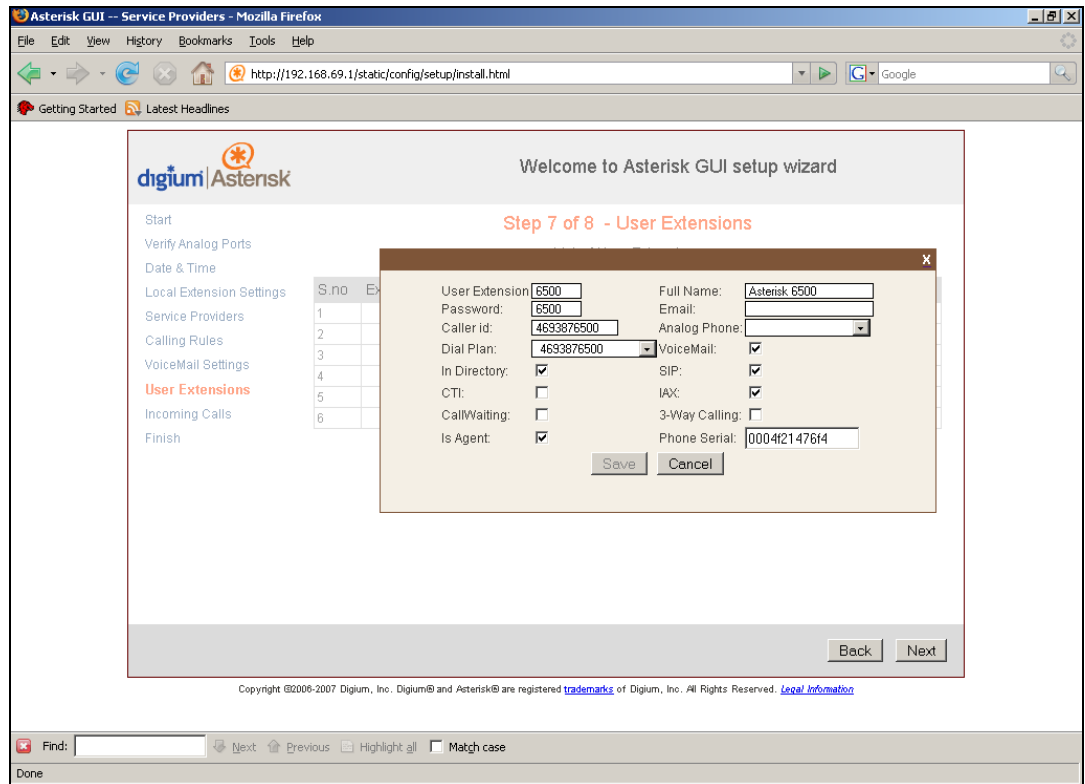 Asterisk GUI -- Service Providers - Mozilla Firefox
File Edit View History Bookmarks Tools Help
http://192.168.69.1/static/config/setup/install.html
G Google
Getting Started Latest Headlines
digium Asterisk
Welcome to Asterisk GUI setup wizard
Start
Verify Analog Ports
Date & Time
Local Extension Settings
Service Providers
Calling Rules
VoiceMail Settings
User Extensions
Incoming Calls
Finish
Step 7 of 8 - User Extensions
S.no
1
2
3
4
5
6
X
User Extension 6500 Full Name: Asterisk 6500
Password: 6500 Email:
Caller id: 4693876500 Analog Phone:
Dial Plan: 4693876500 VoiceMail:
In Directory: SIP:
CTI: IAX:
CallWaiting: 3-Way Calling:
Is Agent: Phone Serial: 0004f21476f4
Save Cancel
Back Next
Copyright ©2006-2007 Digium, Inc. Digium® and Asterisk® are registered trademarks of Digium, Inc. All Rights Reserved. Legal Information
Find: Next Previous Highlight all Match case
Done